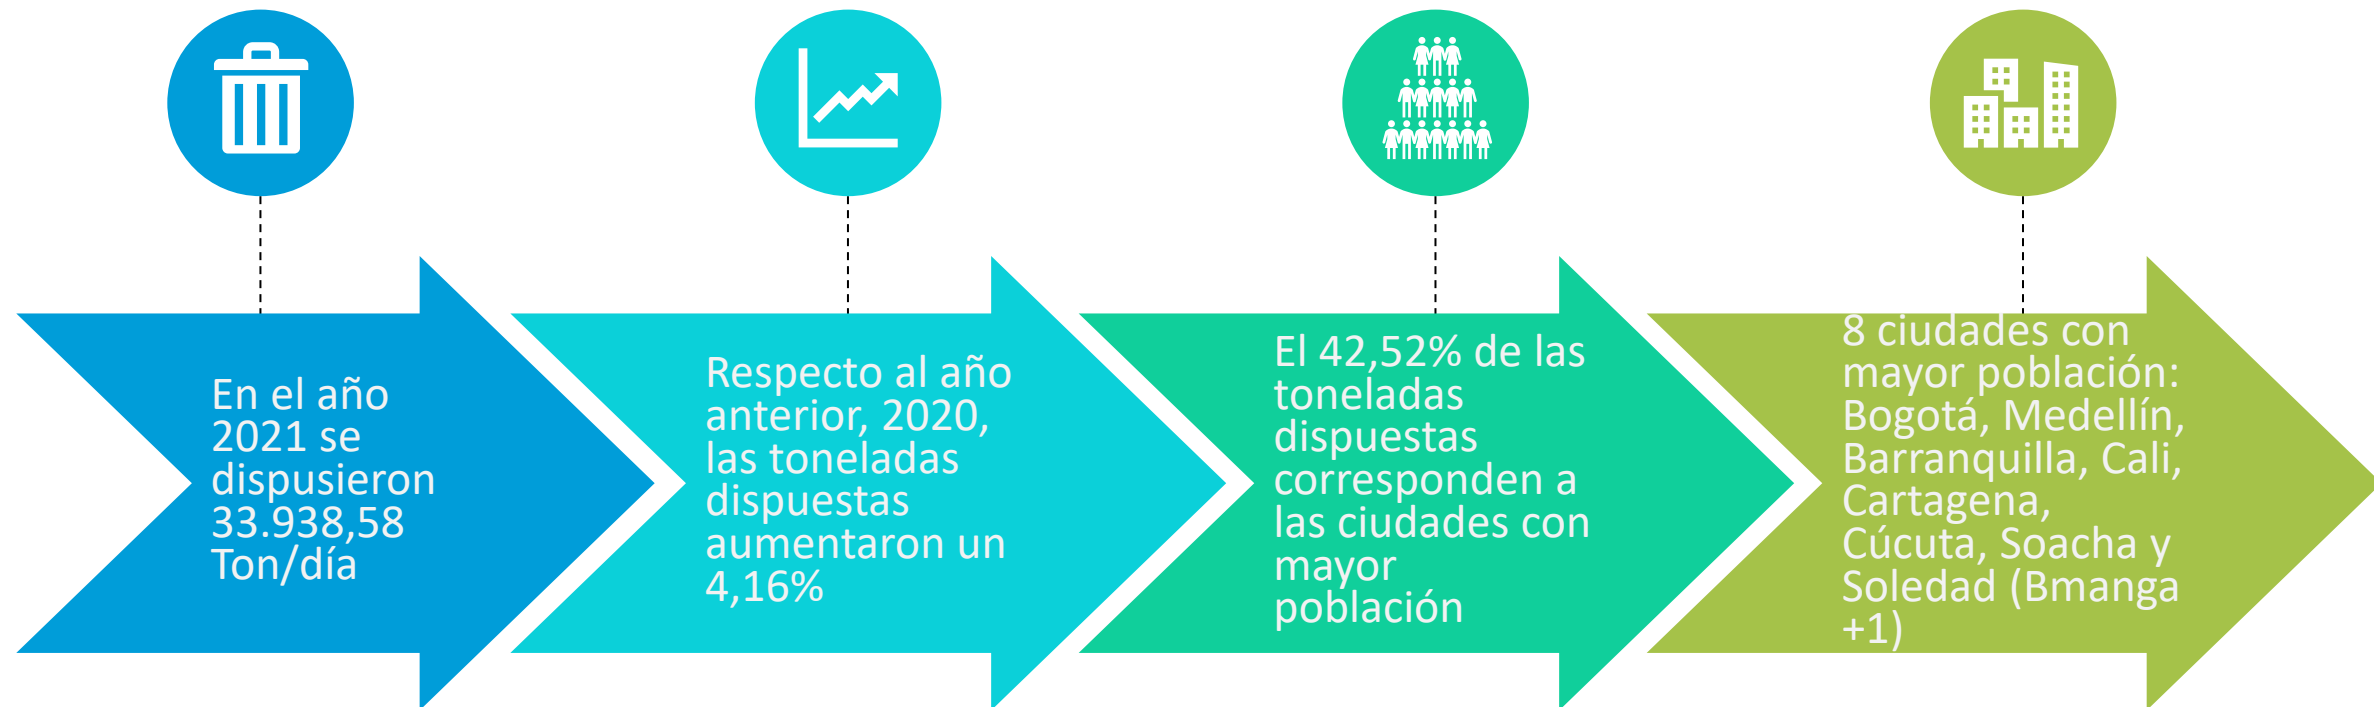 En el año
2021 se
dispusieron
33.938,58
Ton/día
Respecto al año
anterior, 2020,
las toneladas
dispuestas
aumentaron un
4,16%
El 42,52% de las
toneladas
dispuestas
corresponden a
las ciudades con
mayor
población
8 ciudades con
mayor población:
Bogotá, Medellín,
Barranquilla, Cali,
Cartagena,
Cúcuta, Soacha y
Soledad (Bmanga
+1)